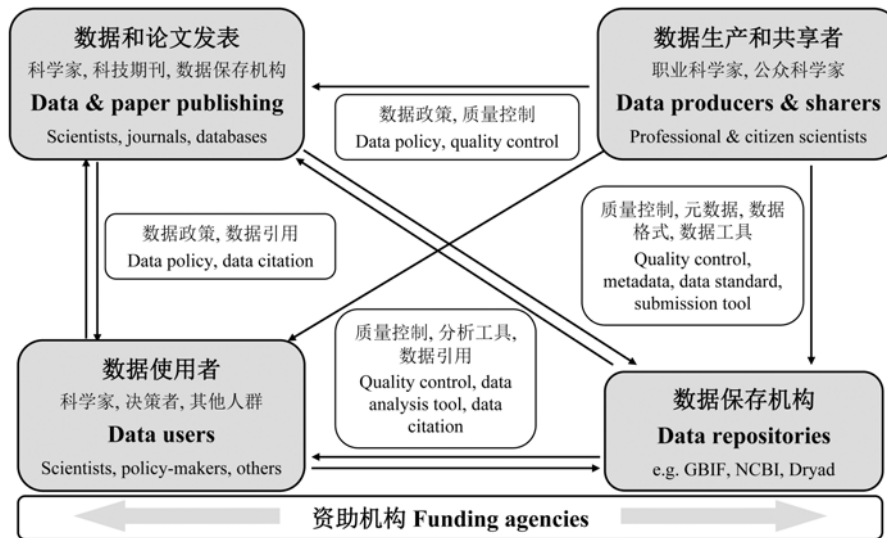 数据和论文发表
科学家, 科技期刊, 数据保存机构
Data & paper publishing
Scientists, journals, databases
数据生产和共享者
职业科学家, 公众科学家
Data producers & sharers
Professional & citizen scientists
数据政策, 质量控制
Data policy, quality control
数据政策, 数据引用
Data policy, data citation
质量控制, 元数据, 数据
格式, 数据工具
Quality control,
metadata, data standard,
submission tool
质量控制, 分析工具,
数据引用
Quality control, data
analysis tool, data
citation
数据使用者
科学家, 决策者, 其他人群
Data users
Scientists, policy-makers, others
数据保存机构
Data repositories
e.g. GBIF, NCBI, Dryad
资助机构 Funding agencies